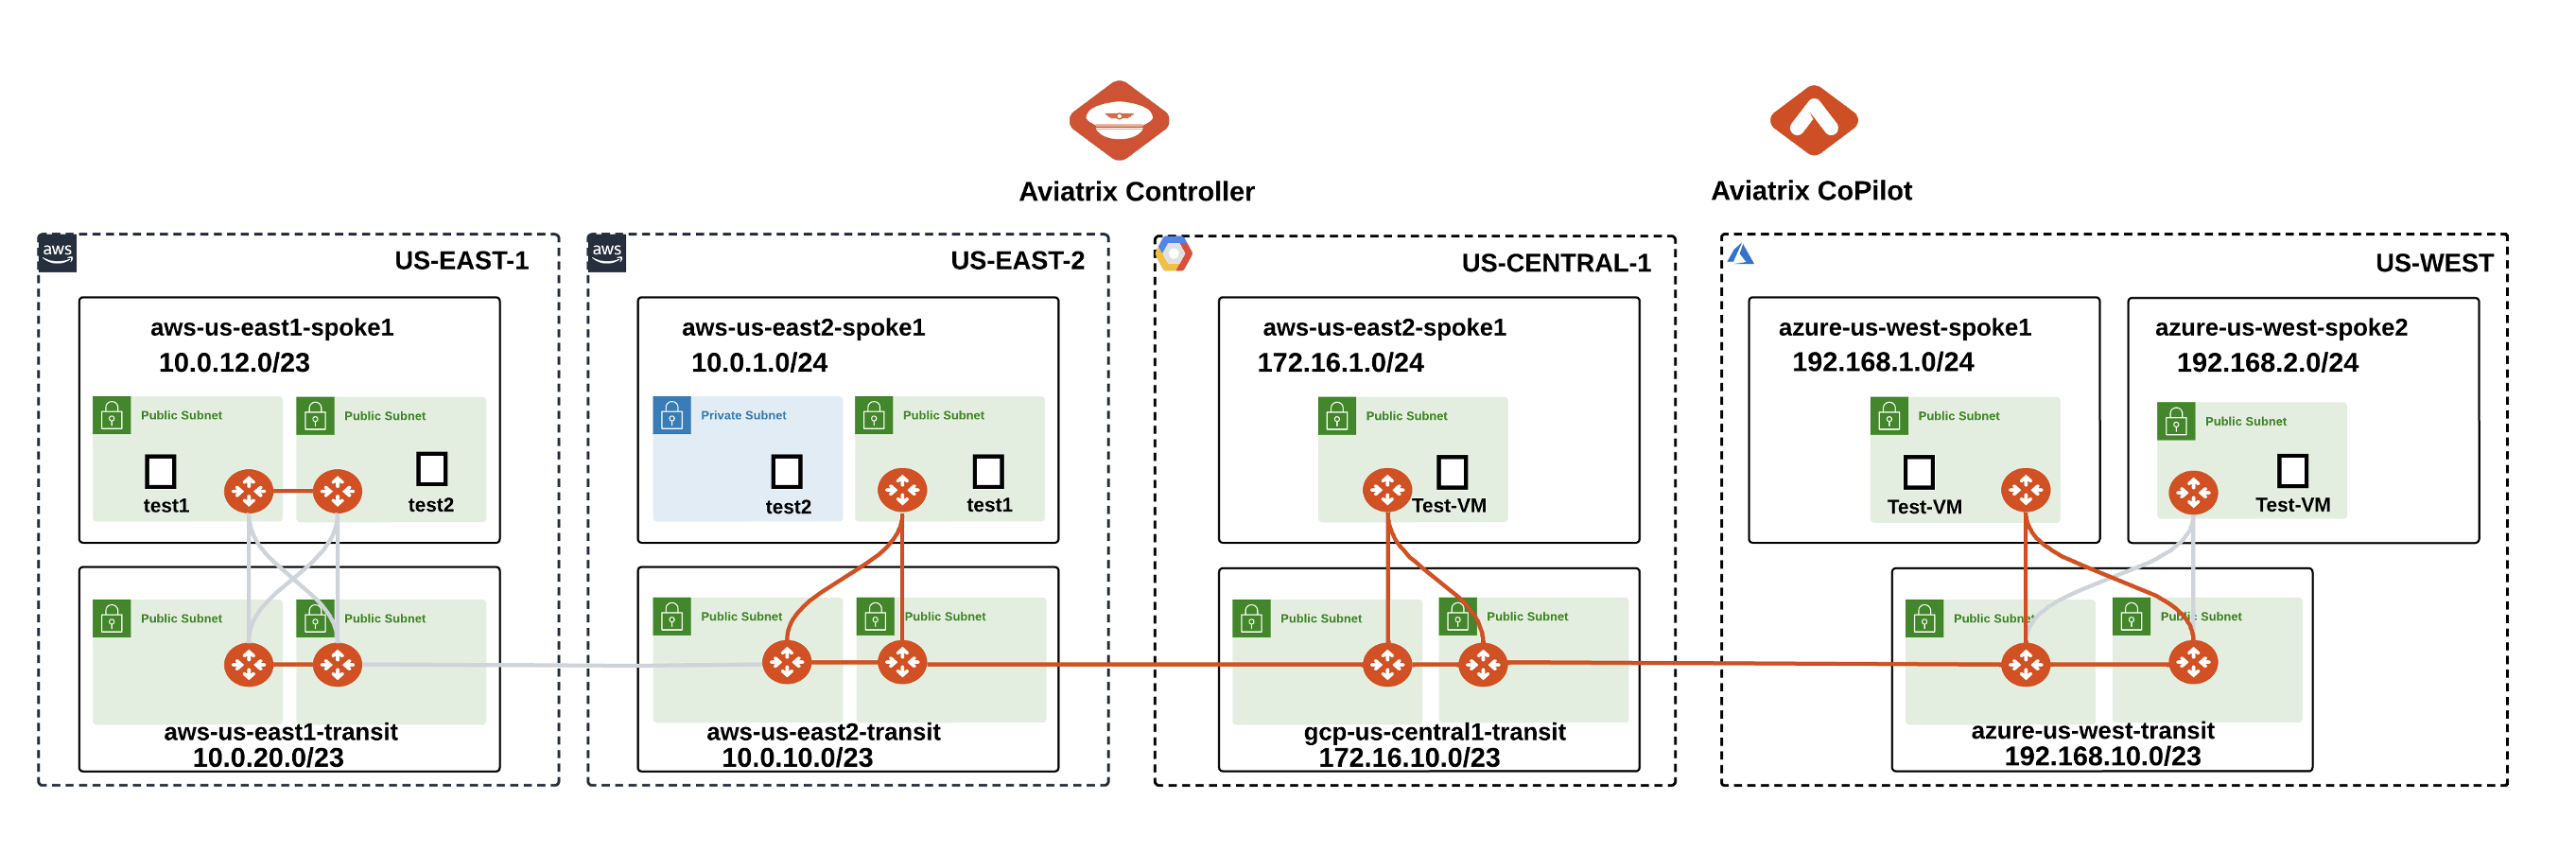 Aviatrix Controller
Aviatrix CoPilot
aws
US-EAST-1
aws-us-east1-spoke1
10.0.12.0/23
Public Subnet
Public Subnet
test1
test2
Public Subnet
Public Subnet
aws-us-east1-transit
10.0.20.0/23
aws
US-EAST-2
aws-us-east2-spoke1
10.0.1.0/24
Private Subnet
Public Subnet
test2
test1
Public Subnet
Public Subnet
aws-us-east2-transit
10.0.10.0/23
US-CENTRAL-1
aws-us-east2-spoke1
172.16.1.0/24
Public Subnet
Test-VM
Public Subnet
Public Subnet
gcp-us-central1-transit
172.16.10.0/23
US-WEST
azure-us-west-spoke1
192.168.1.0/24
Public Subnet
Test-VM
azure-us-west-spoke2
192.168.2.0/24
Public Subnet
Test-VM
Public Subnet
Public Subnet
azure-us-west-transit
192.168.10.0/23